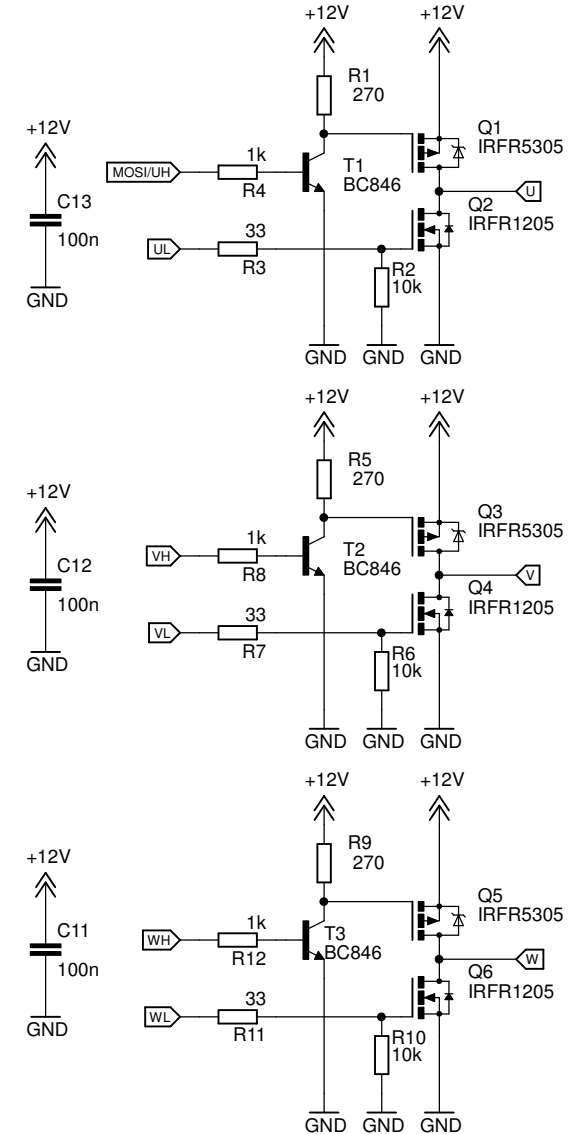 +12V +12V
R1
270
+12V
Q1
IRFR5305
1k
MOSI/UH
T1
BC846
R4
U
C13
100n
Q2
IRFR1205
33
UL
R3
R2
10k
GND
GND GND GND
+12V +12V
R5
270
+12V
Q3
IRFR5305
1k
VH
T2
BC846
R8
V
C12
100n
Q4
IRFR1205
33
VL
R7
R6
10k
GND
GND GND GND
+12V +12V
R9
270
+12V
Q5
IRFR5305
1k
WH
T3
BC846
R12
W
C11
100n
Q6
IRFR1205
33
WL
R11
R10
10k
GND
GND GND GND